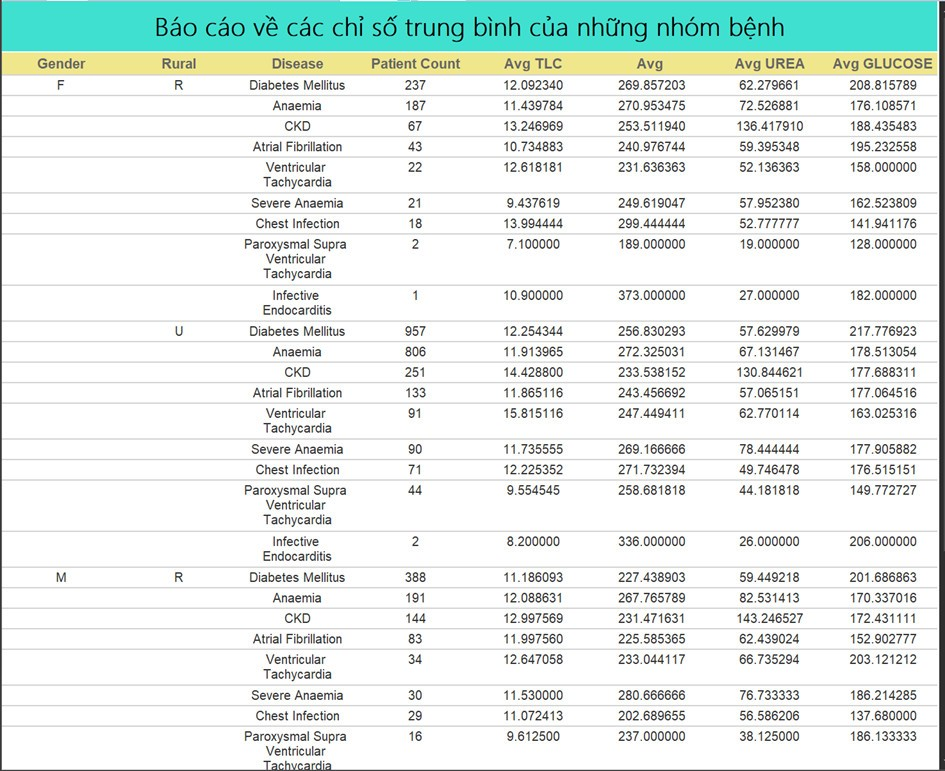 Báo cáo về các chỉ số trung bình của những nhóm bệnh
Gender Rural Disease Patient Count Avg TLC Avg Avg UREA Avg GLUCOSE
F R Diabetes Mellitus 237 12.092340 269.857203 62.279661 208.815789
Anaemia 187 11.439784 270.953475 72.526881 176.108571
CKD 67 13.246969 253.511940 136.417910 188.435483
Atrial Fibrillation 43 10.734883 240.976744 59.395348 195.232558
Ventricular 22 12.618181 231.636363 52.136363 158.000000
Tachycardia
Severe Anaemia 21 9.437619 249.619047 57.952380 162.523809
Chest Infection 18 13.994444 299.444444 52.777777 141.941176
Paroxysmal Supra 2 7.100000 189.000000 19.000000 128.000000
Ventricular
Tachycardia
Infective 1 10.900000 373.000000 27.000000 182.000000
Endocarditis
U Diabetes Mellitus 957 12.254344 256.830293 57.629979 217.776923
Anaemia 806 11.913965 272.325031 67.131467 178.513054
CKD 251 14.428800 233.538152 130.844621 177.688311
Atrial Fibrillation 133 11.865116 243.456692 57.065151 177.064516
Ventricular 91 15.815116 247.449411 62.770114 163.025316
Tachycardia
Severe Anaemia 90 11.735555 269.166666 78.444444 177.905882
Chest Infection 71 12.225352 271.732394 49.746478 176.515151
Paroxysmal Supra 44 9.554545 258.681818 44.181818 149.772727
Ventricular
Tachycardia
Infective 2 8.200000 336.000000 26.000000 206.000000
Endocarditis
M R Diabetes Mellitus 388 11.186093 227.438903 59.449218 201.686863
Anaemia 191 12.088631 267.765789 82.531413 170.337016
CKD 144 12.997569 231.471631 143.246527 172.431111
Atrial Fibrillation 83 11.997560 225.585365 62.439024 152.902777
Ventricular 34 12.647058 233.044117 66.735294 203.121212
Tachycardia
Severe Anaemia 30 11.530000 280.666666 76.733333 186.214285
Chest Infection 29 11.072413 202.689655 56.586206 137.680000
Paroxysmal Supra 16 9.612500 237.000000 38.125000 186.133333
Ventricular
Tachycardia